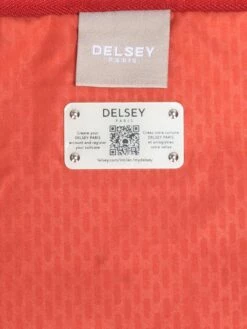 DELSEY
PARIS
DELSEY
PARIS
Create your
DELSEY PARIS
account and register
your suitcase
Créez votre compte
DELSEY PARIS
et enregistrez
votre valise